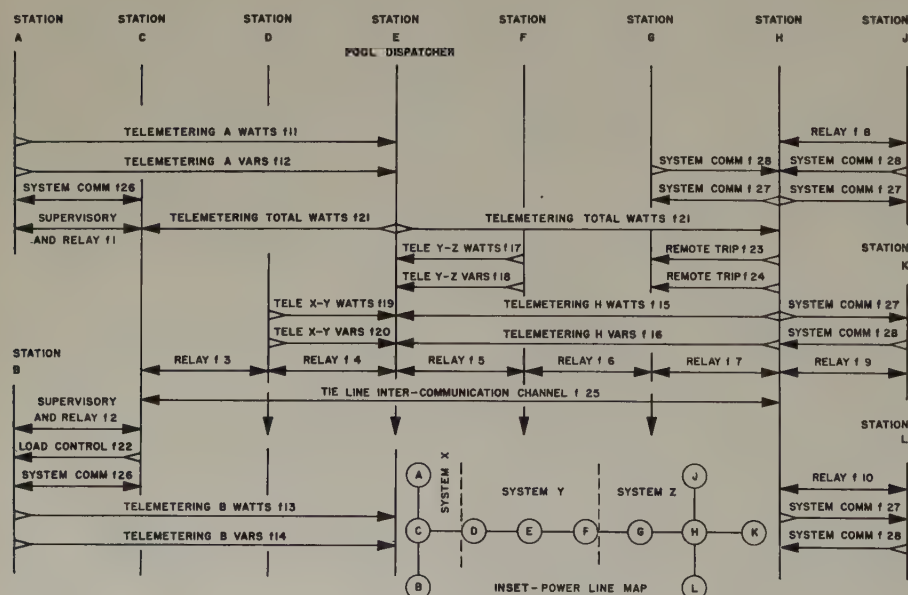 STATION A
STATION C
STATION D
STATION E
POOL DISPATCHER
STATION F
STATION G
STATION H
STATION J
TELEMETERING A WATTS f11
RELAY f 8
TELEMETERING A VARS f12
SYSTEM COMM f 28
SYSTEM COMM f 28
SYSTEM COMM f26
SYSTEM COMM f 27
SYSTEM COMM f 27
SUPERVISORY
AND RELAY f1
TELEMETERING TOTAL WATTS f21
TELEMETERING TOTAL WATTS f21
TELE Y-Z WATTS f17
REMOTE TRIP f 23
STATION K
TELE Y-Z VARS f18
REMOTE TRIP f 24
TELE X-Y WATTS f19
TELEMETERING H WATTS f 15
SYSTEM COMM f 27
TELE X-Y VARS f20
TELEMETERING H VARS f 16
SYSTEM COMM f 28
STATION B
RELAY f 3
RELAY f 4
RELAY f 5
RELAY f 6
RELAY f 7
RELAY f 9
TIE LINE INTER-COMMUNICATION CHANNEL f 25
SUPERVISORY
AND RELAY f2
STATION L
LOAD CONTROL f22
SYSTEM COMM f26
RELAY f 10
TELEMETERING B WATTS f13
SYSTEM COMM f 27
TELEMETERING B VARS f14
SYSTEM COMM f 28
SYSTEM X
SYSTEM Y
SYSTEM Z
A
J
C
D
E
F
G
H
K
B
L
INSET-POWER LINE MAP